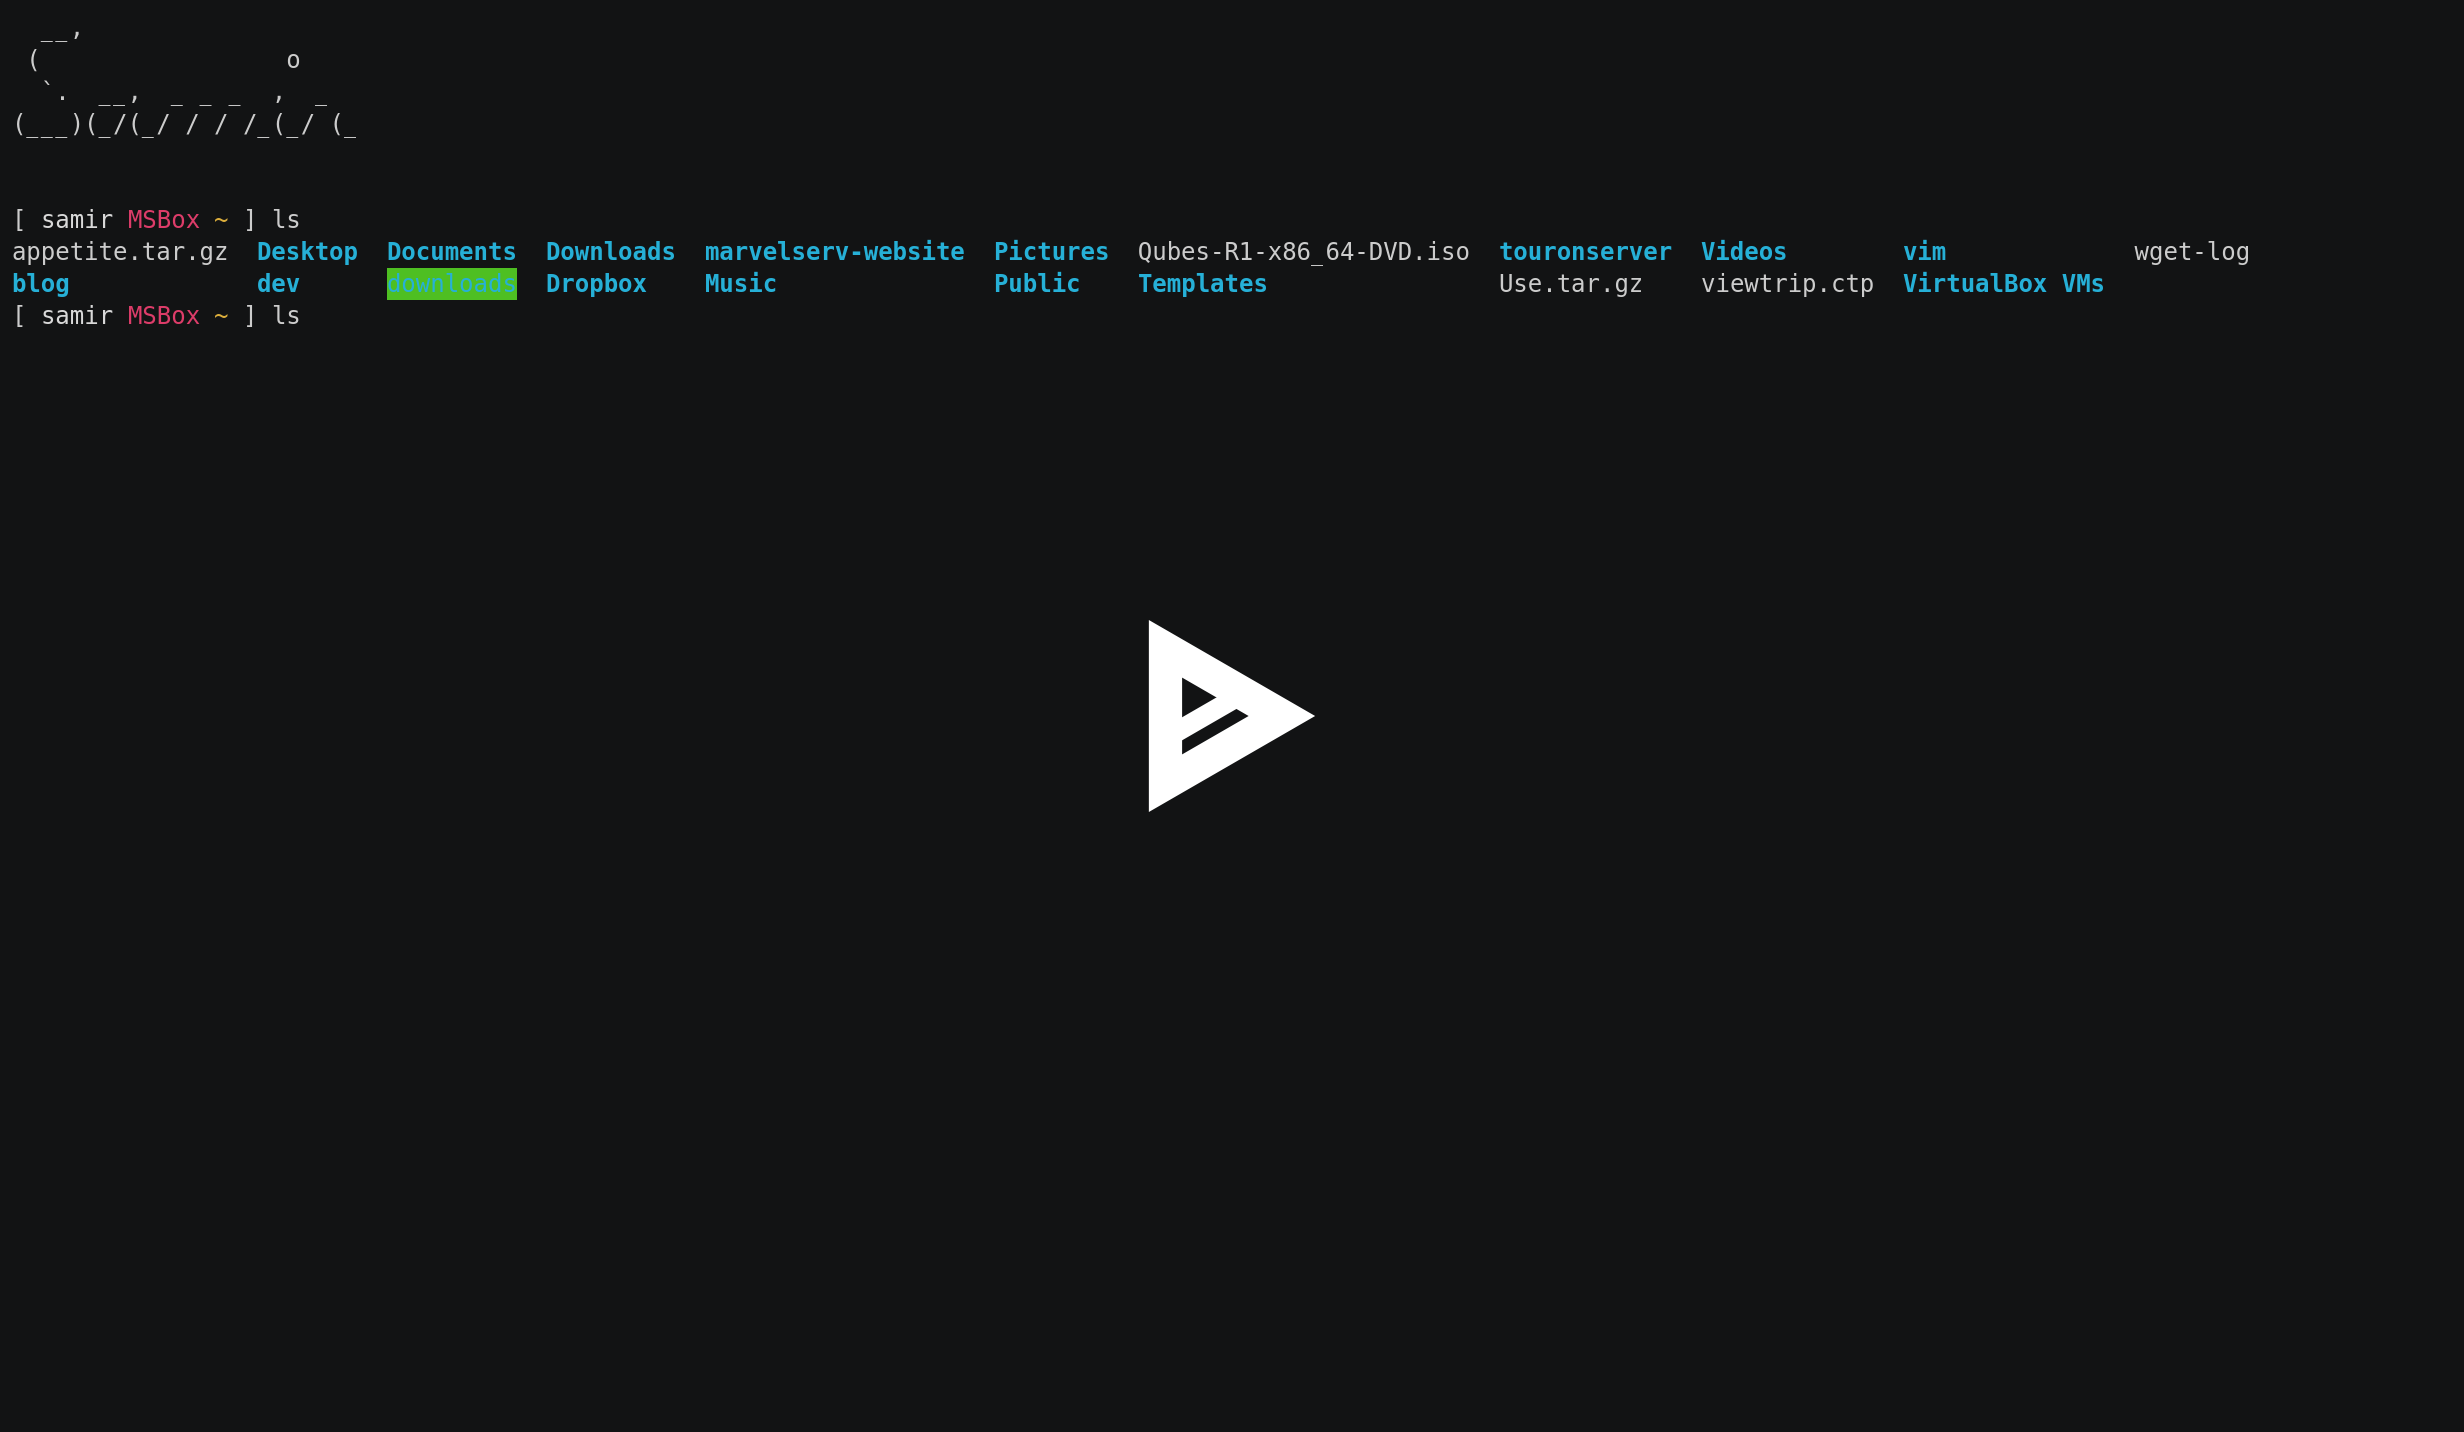 __,
 (                 o
  `.  __,  _ _ _  ,  _
(___)(_/(_/ / / /_(_/ (_
[ samir MSBox ~ ] ls
appetite.tar.gz  Desktop  Documents  Downloads  marvelserv-website  Pictures  Qubes-R1-x86_64-DVD.iso  touronserver  Videos        vim             wget-log
blog             dev      downloads  Dropbox    Music               Public    Templates                Use.tar.gz    viewtrip.ctp  VirtualBox VMs
[ samir MSBox ~ ] ls